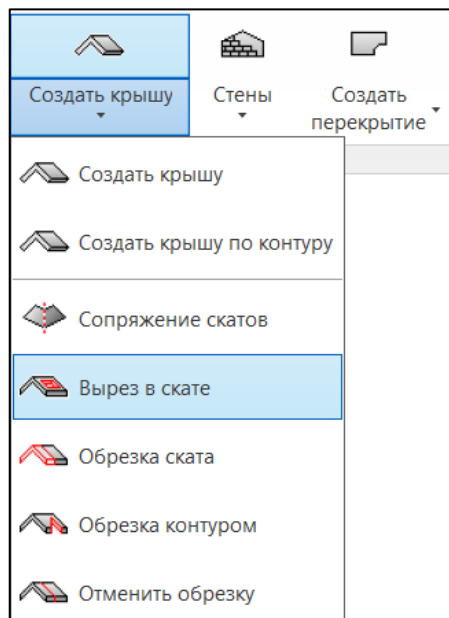 Создать крышу
Стены
Создать
перекрытие
Создать крышу
Создать крышу по контуру
Сопряжение скатов
Вырез в скате
Обрезка ската
Обрезка контуром
Отменить обрезку